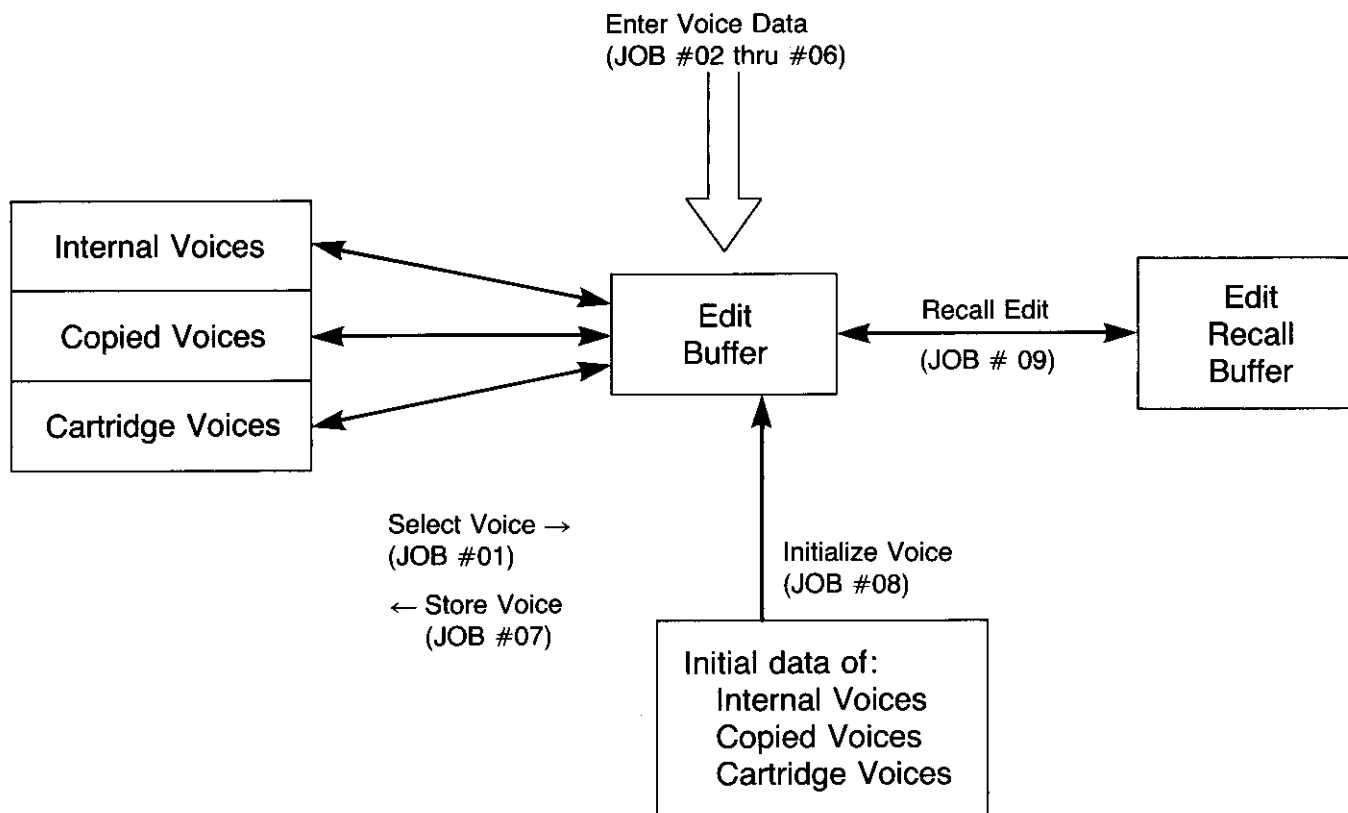 Enter Voice Data
(JOB #02 thru #06)
Internal Voices
Copied Voices
Cartridge Voices
Edit
Buffer
Recall Edit
(JOB # 09)
Edit
Recall
Buffer
Select Voice →
(JOB #01)
← Store Voice
(JOB #07)
Initialize Voice
(JOB #08)
Initial data of:
Internal Voices
Copied Voices
Cartridge Voices